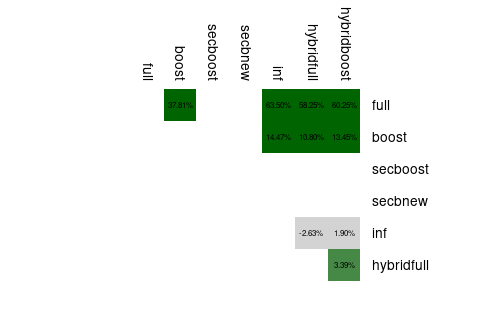 full boost secboost secbnew inf hybridfull hybridboost
37.81% 63.50% 58.25% 60.25% full
14.47% 10.80% 13.45% boost
secboost
secbnew
-2.63% 1.90% inf
3.39% hybridfull